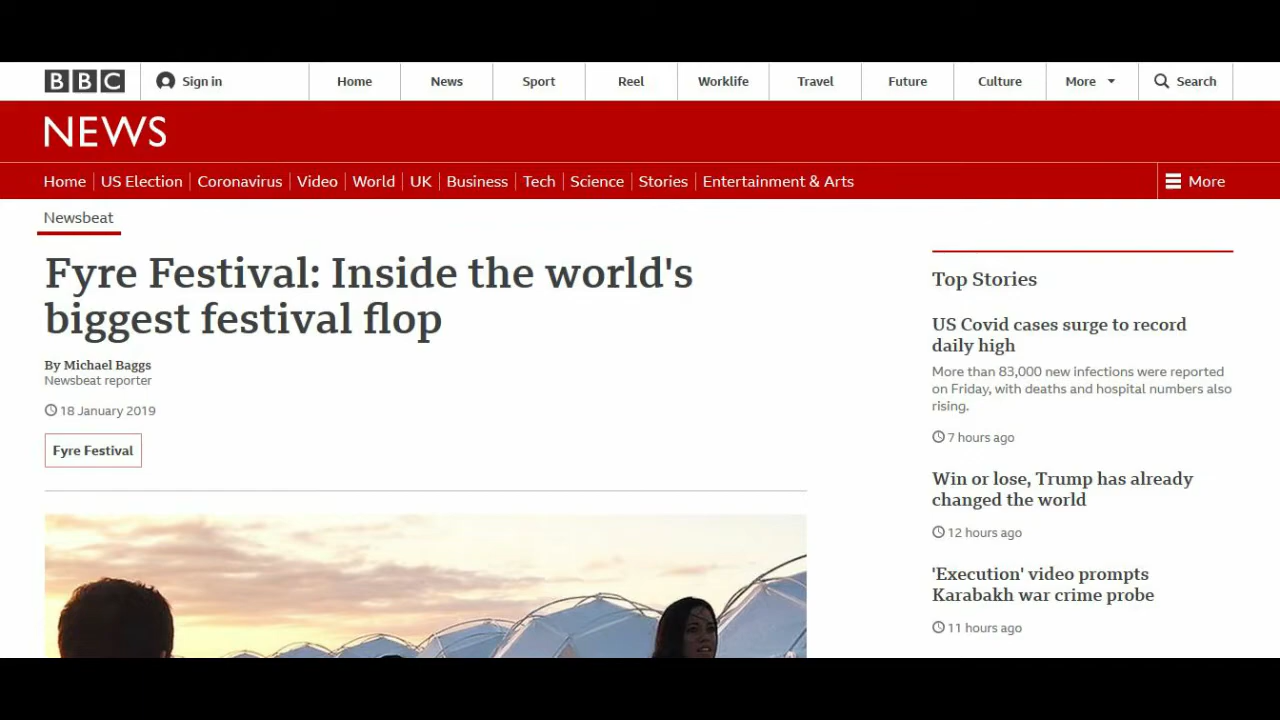 BBC Sign in Home News Sport Reel Worklife Travel Future Culture More Search
NEWS
Home US Election Coronavirus Video World UK Business Tech Science Stories Entertainment & Arts More
Newsbeat
Fyre Festival: Inside the world's
biggest festival flop
By Michael Baggs
Newsbeat reporter
18 January 2019
Fyre Festival
Top Stories
US Covid cases surge to record
daily high
More than 83,000 new infections were reported
on Friday, with deaths and hospital numbers also
rising.
7 hours ago
Win or lose, Trump has already
changed the world
12 hours ago
'Execution' video prompts
Karabakh war crime probe
11 hours ago